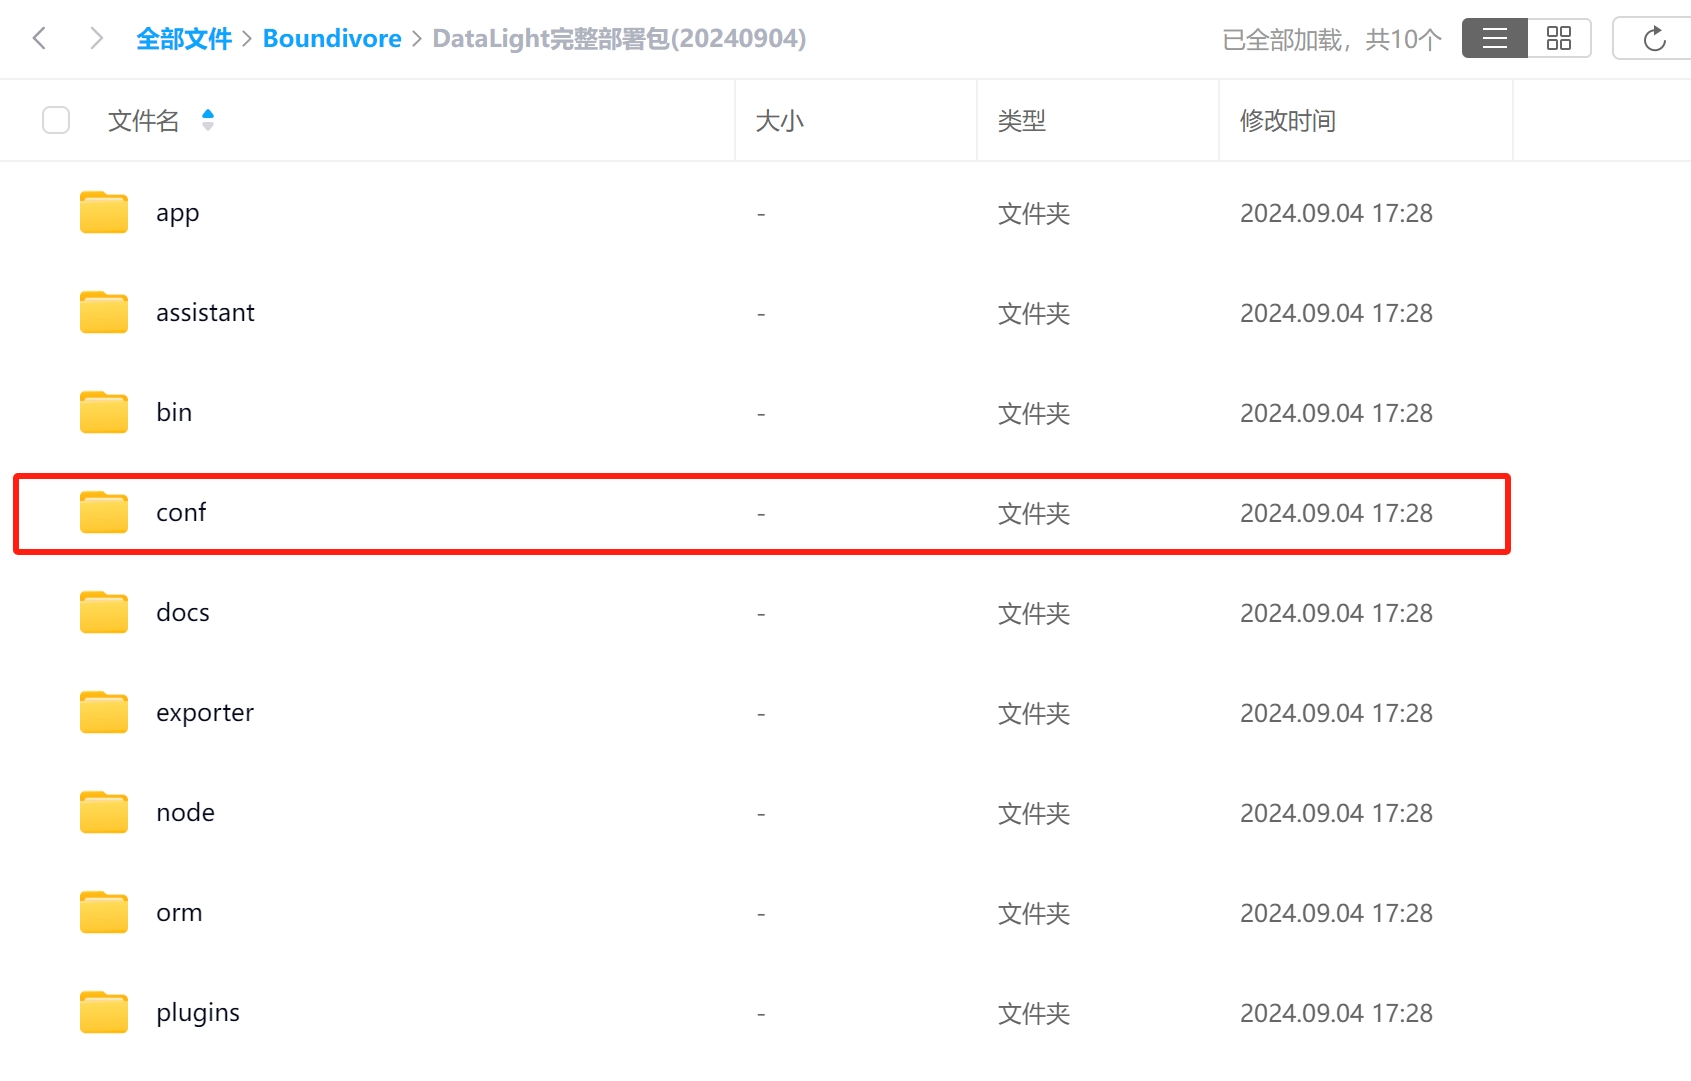 全部文件 > Boundivore > DataLight完整部署包(20240904) 已全部加载，共10个
文件名 大小 类型 修改时间
app - 文件夹 2024.09.04 17:28
assistant - 文件夹 2024.09.04 17:28
bin - 文件夹 2024.09.04 17:28
conf - 文件夹 2024.09.04 17:28
docs - 文件夹 2024.09.04 17:28
exporter - 文件夹 2024.09.04 17:28
node - 文件夹 2024.09.04 17:28
orm - 文件夹 2024.09.04 17:28
plugins - 文件夹 2024.09.04 17:28